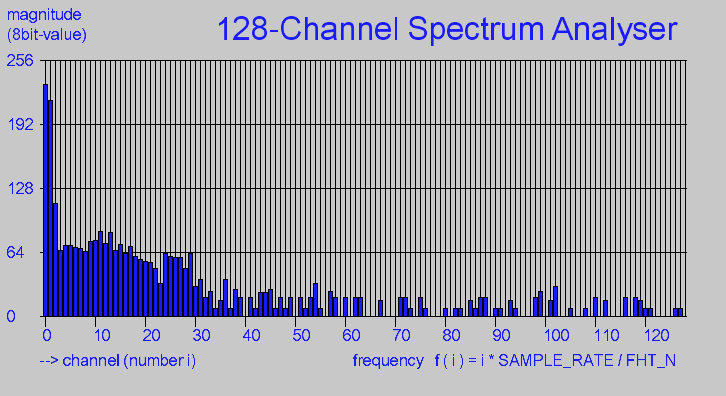 magnitude
(8bit-value)
128-Channel Spectrum Analyser
256
192
128
64
0
0 10 20 30 40 50 60 70 80 90 100 110 120
--> channel (number i)
frequency f ( i ) = i * SAMPLE_RATE / FHT_N